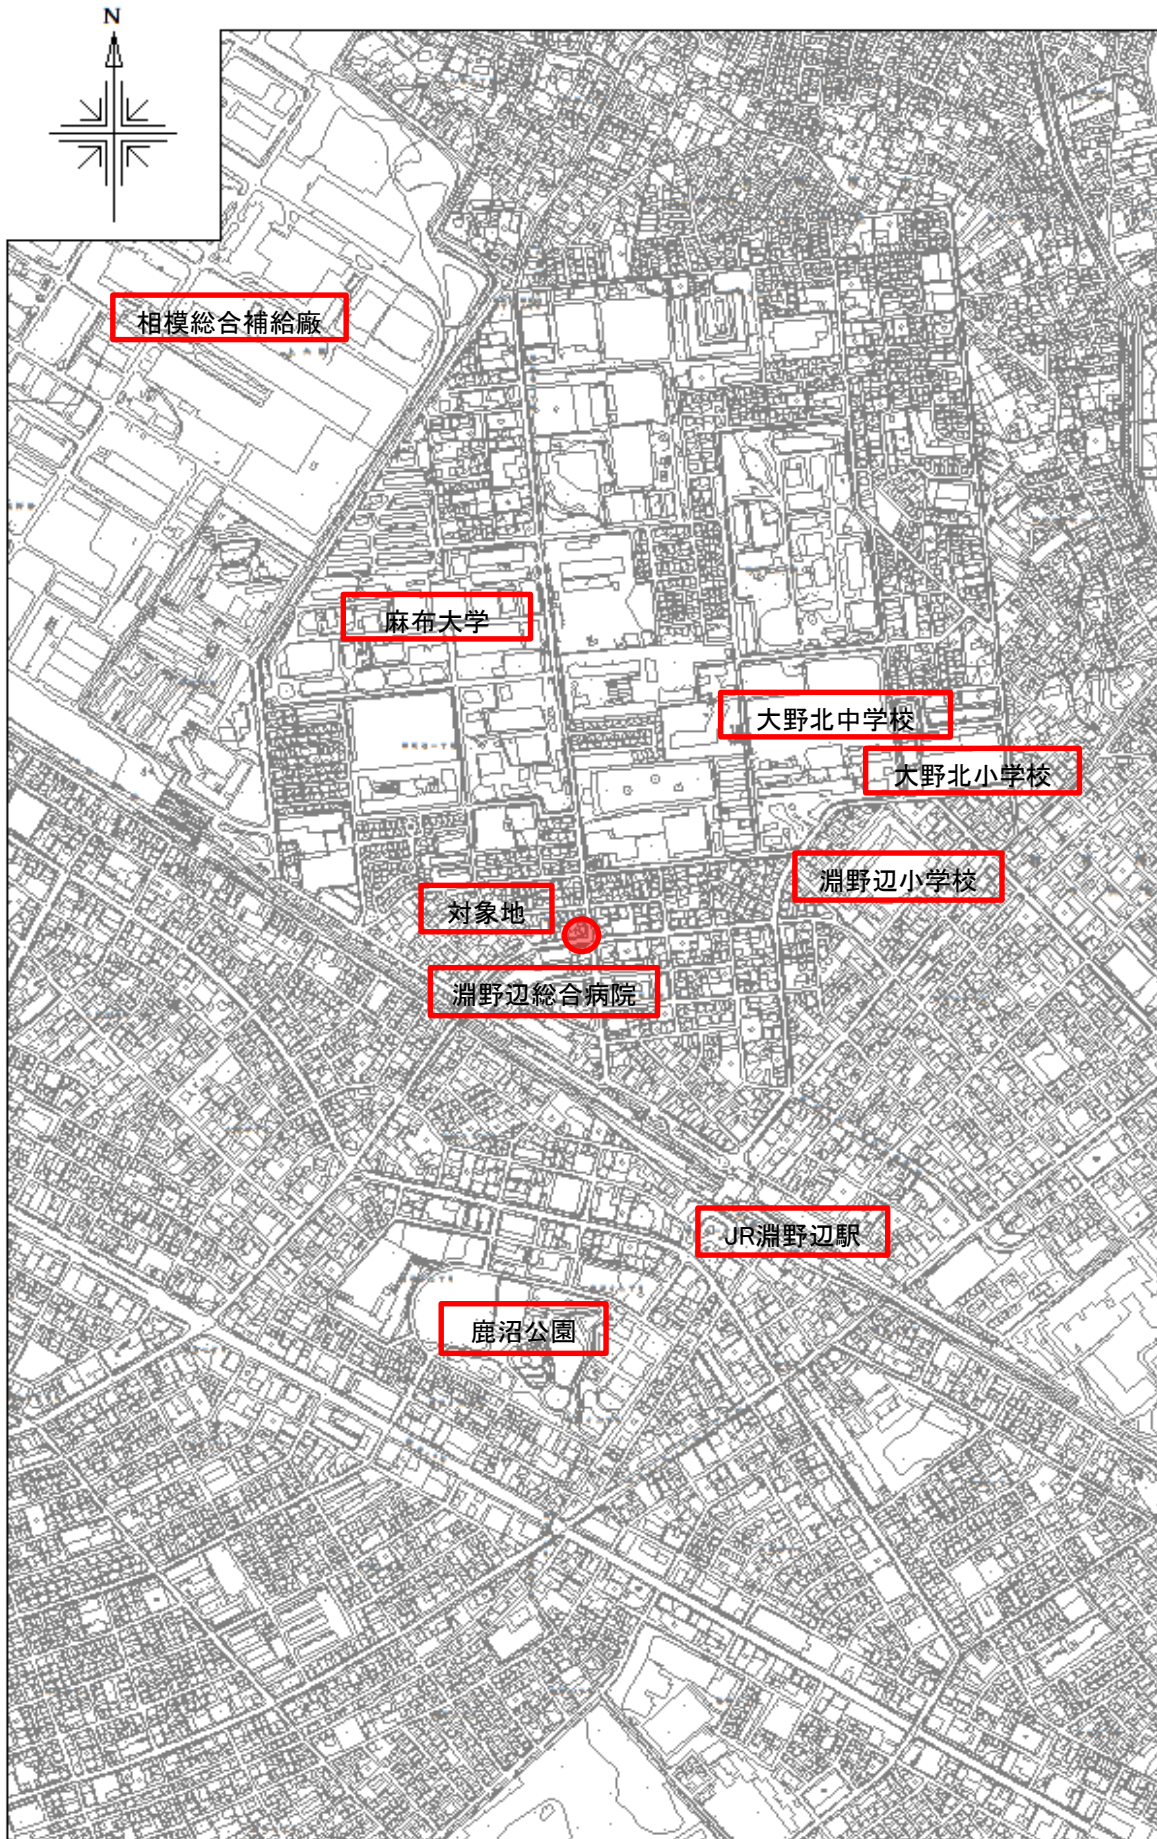 N
相模総合補給廠
麻布大学
大野北中学校
大野北小学校
淵野辺小学校
対象地
淵野辺総合病院
JR淵野辺駅
鹿沼公園